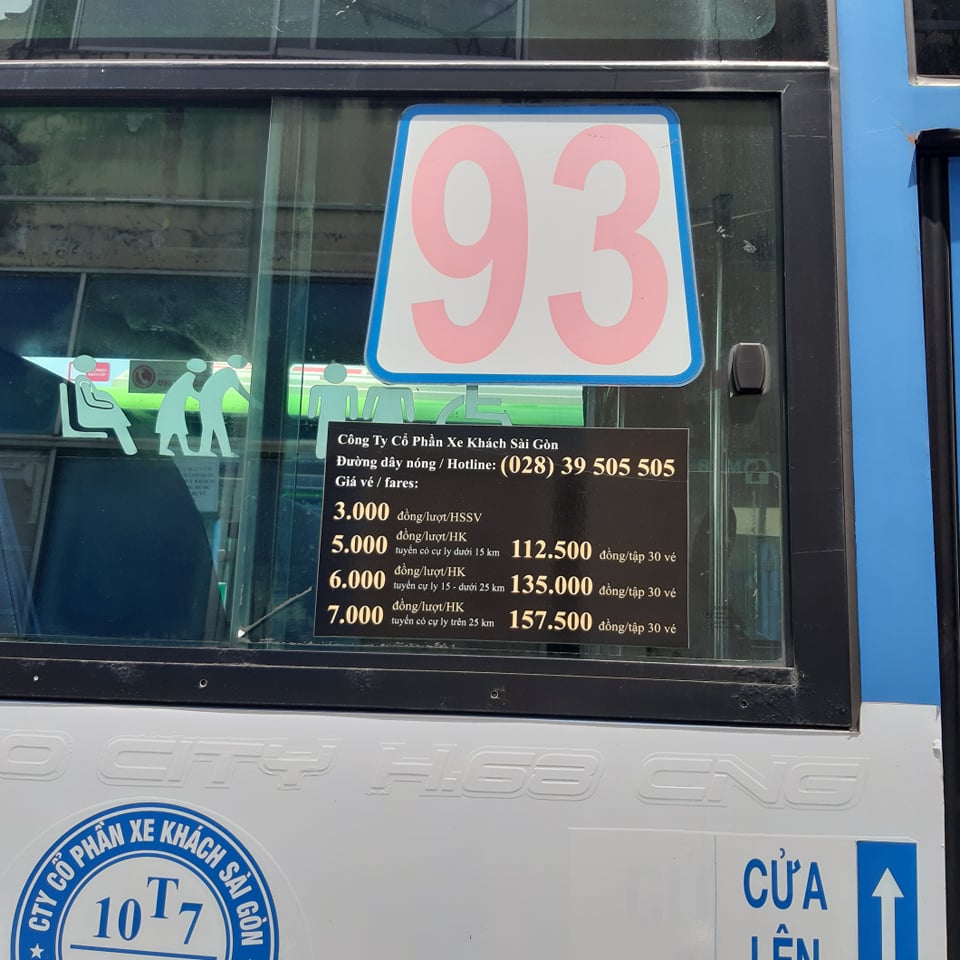 93
Công Ty Cổ Phần Xe Khách Sài Gòn
Đường dây nóng / Hotline: (028) 39 505 505
Giá vé / fares:
3.000 đồng/lượt/HSSV
5.000 đồng/lượt/HK tuyến có cự ly dưới 15 km 112.500 đồng/tập 30 vé
6.000 đồng/lượt/HK tuyến cự ly 15 - dưới 25 km 135.000 đồng/tập 30 vé
7.000 đồng/lượt/HK tuyến có cự ly trên 25 km 157.500 đồng/tập 30 vé
CITY H.68 CNG
CTY CỔ PHẦN XE KHÁCH SÀI GÒN
10 T 7
CỬA
LÊN